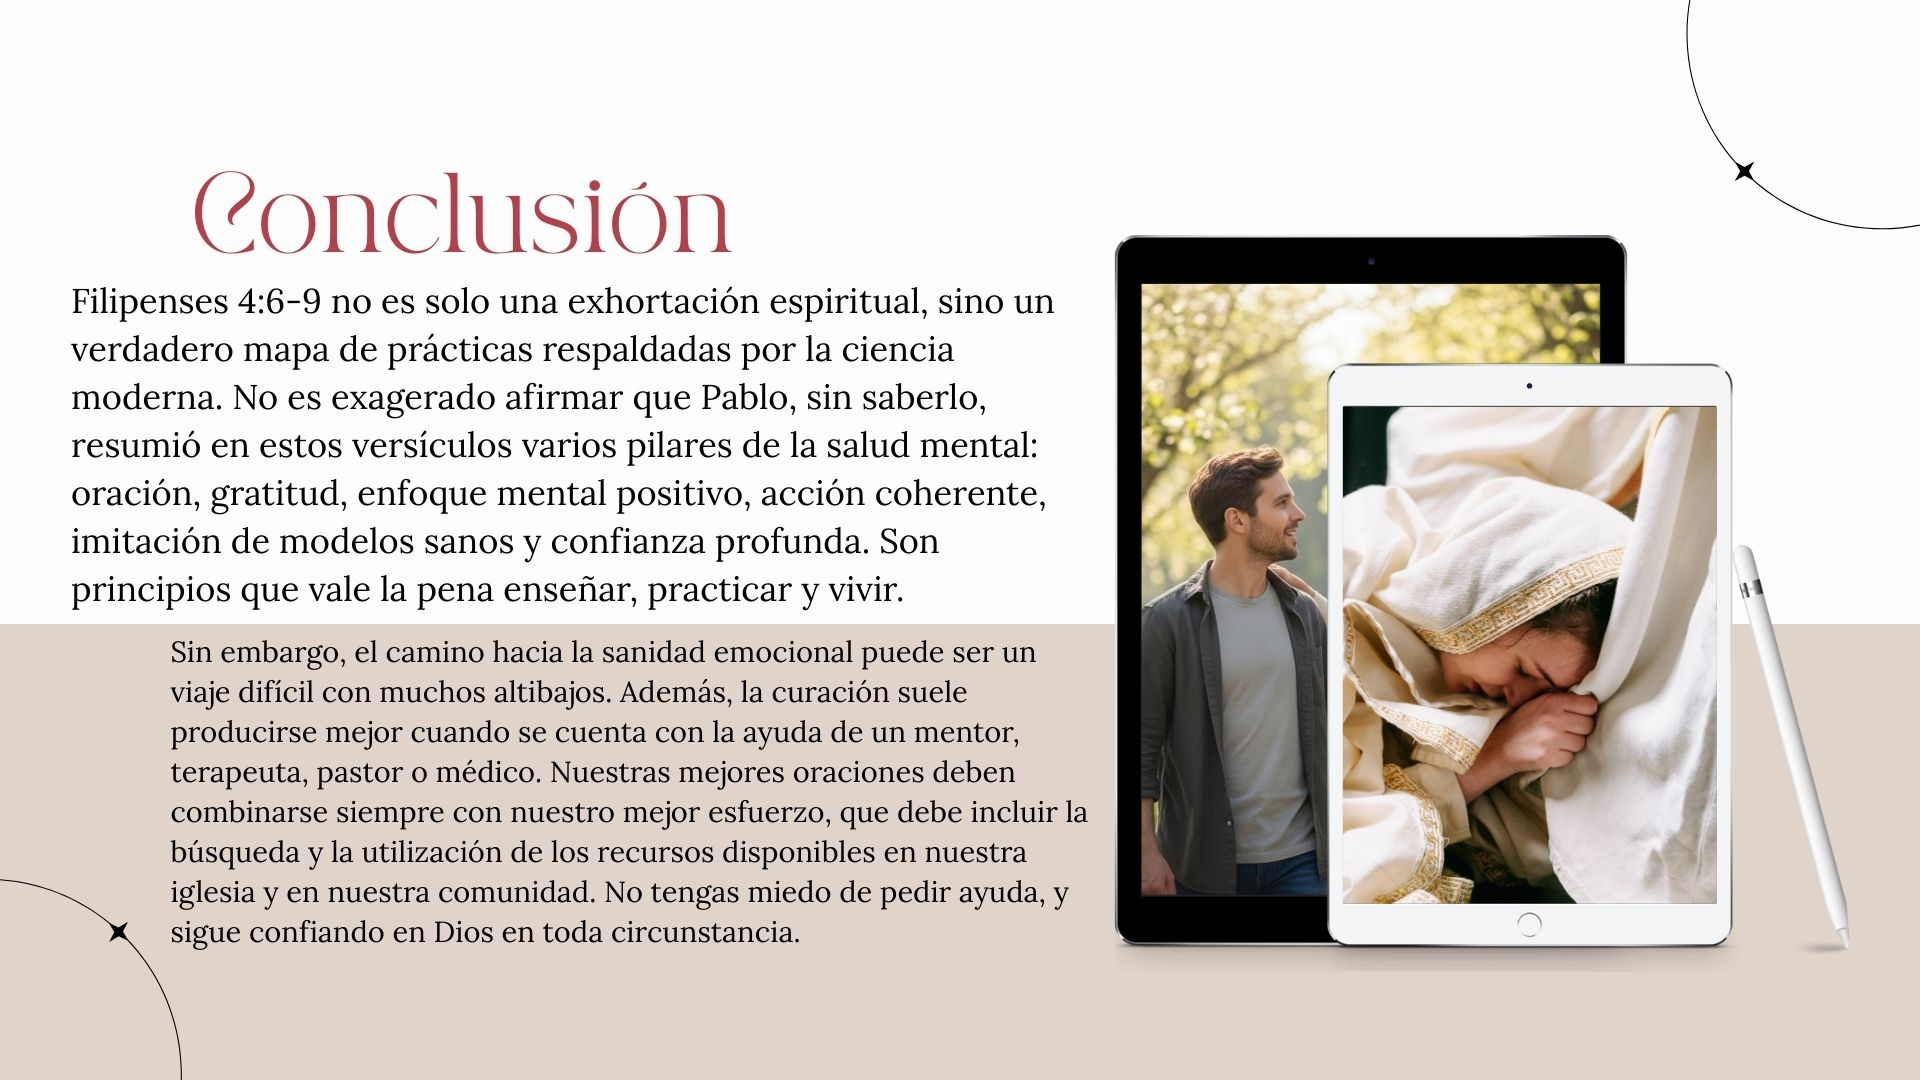 Conclusión
Filipenses 4:6-9 no es solo una exhortación espiritual, sino un
verdadero mapa de prácticas respaldadas por la ciencia
moderna. No es exagerado afirmar que Pablo, sin saberlo,
resumió en estos versículos varios pilares de la salud mental:
oración, gratitud, enfoque mental positivo, acción coherente,
imitación de modelos sanos y confianza profunda. Son
principios que vale la pena enseñar, practicar y vivir.
Sin embargo, el camino hacia la sanidad emocional puede ser un
viaje difícil con muchos altibajos. Además, la curación suele
producirse mejor cuando se cuenta con la ayuda de un mentor,
terapeuta, pastor o médico. Nuestras mejores oraciones deben
combinarse siempre con nuestro mejor esfuerzo, que debe incluir la
búsqueda y la utilización de los recursos disponibles en nuestra
iglesia y en nuestra comunidad. No tengas miedo de pedir ayuda, y
sigue confiando en Dios en toda circunstancia.